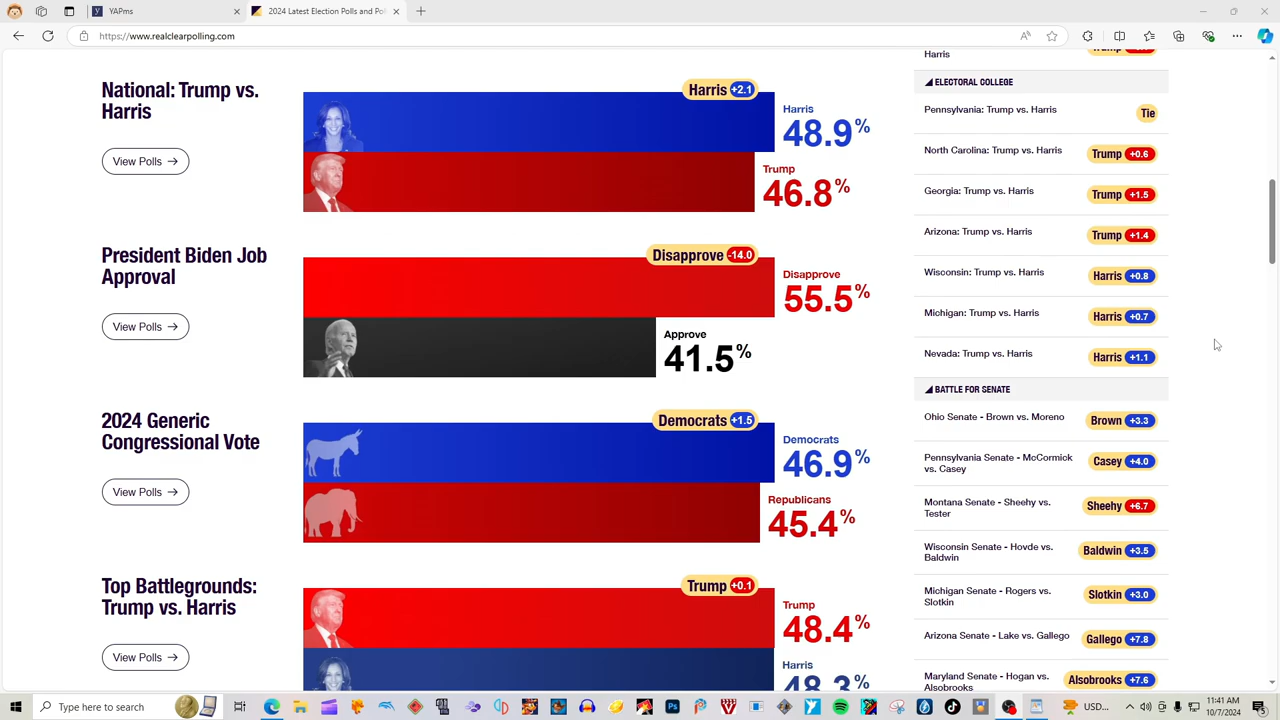 YAPms
2024 Latest Election Polls and Po
https://www.realclearpolling.com
National: Trump vs.
Harris
View Polls
Harris +2.1
Harris
48.9%
Trump
46.8%
President Biden Job
Approval
View Polls
Disapprove -14.0
Disapprove
55.5%
Approve
41.5%
2024 Generic
Congressional Vote
View Polls
Democrats +1.5
Democrats
46.9%
Republicans
45.4%
Top Battlegrounds:
Trump vs. Harris
View Polls
Trump +0.1
Trump
48.4%
Harris
48.3%
Harris
ELECTORAL COLLEGE
Pennsylvania: Trump vs. Harris
Tie
North Carolina: Trump vs. Harris
Trump +0.6
Georgia: Trump vs. Harris
Trump +1.5
Arizona: Trump vs. Harris
Trump +1.4
Wisconsin: Trump vs. Harris
Harris +0.8
Michigan: Trump vs. Harris
Harris +0.7
Nevada: Trump vs. Harris
Harris +1.1
BATTLE FOR SENATE
Ohio Senate - Brown vs. Moreno
Brown +3.3
Pennsylvania Senate - McCormick
vs. Casey
Casey +4.0
Montana Senate - Sheehy vs.
Tester
Sheehy +6.7
Wisconsin Senate - Hovde vs.
Baldwin
Baldwin +3.5
Michigan Senate - Rogers vs.
Slotkin
Slotkin +3.0
Arizona Senate - Lake vs. Gallego
Gallego +7.8
Maryland Senate - Hogan vs.
Alsobrooks
Alsobrooks +7.6
Type here to search
USD...
11:41 AM
10/7/2024